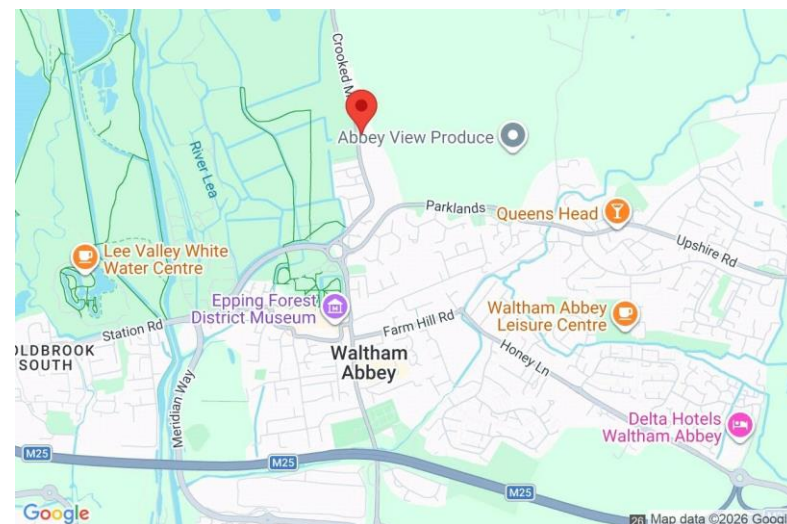 Crooked M
Abbey View Produce
River Lea
Parklands
Queens Head
Upshire Rd
Lee Valley White
Water Centre
Epping Forest
District Museum
Waltham Abbey
Leisure Centre
Station Rd
Farm Hill Rd
OLDBROOK
SOUTH
Waltham
Abbey
Honey Ln
Meridian Way
Delta Hotels
Waltham Abbey
M25
M25
M25
Google
26
Map data ©2026 Google